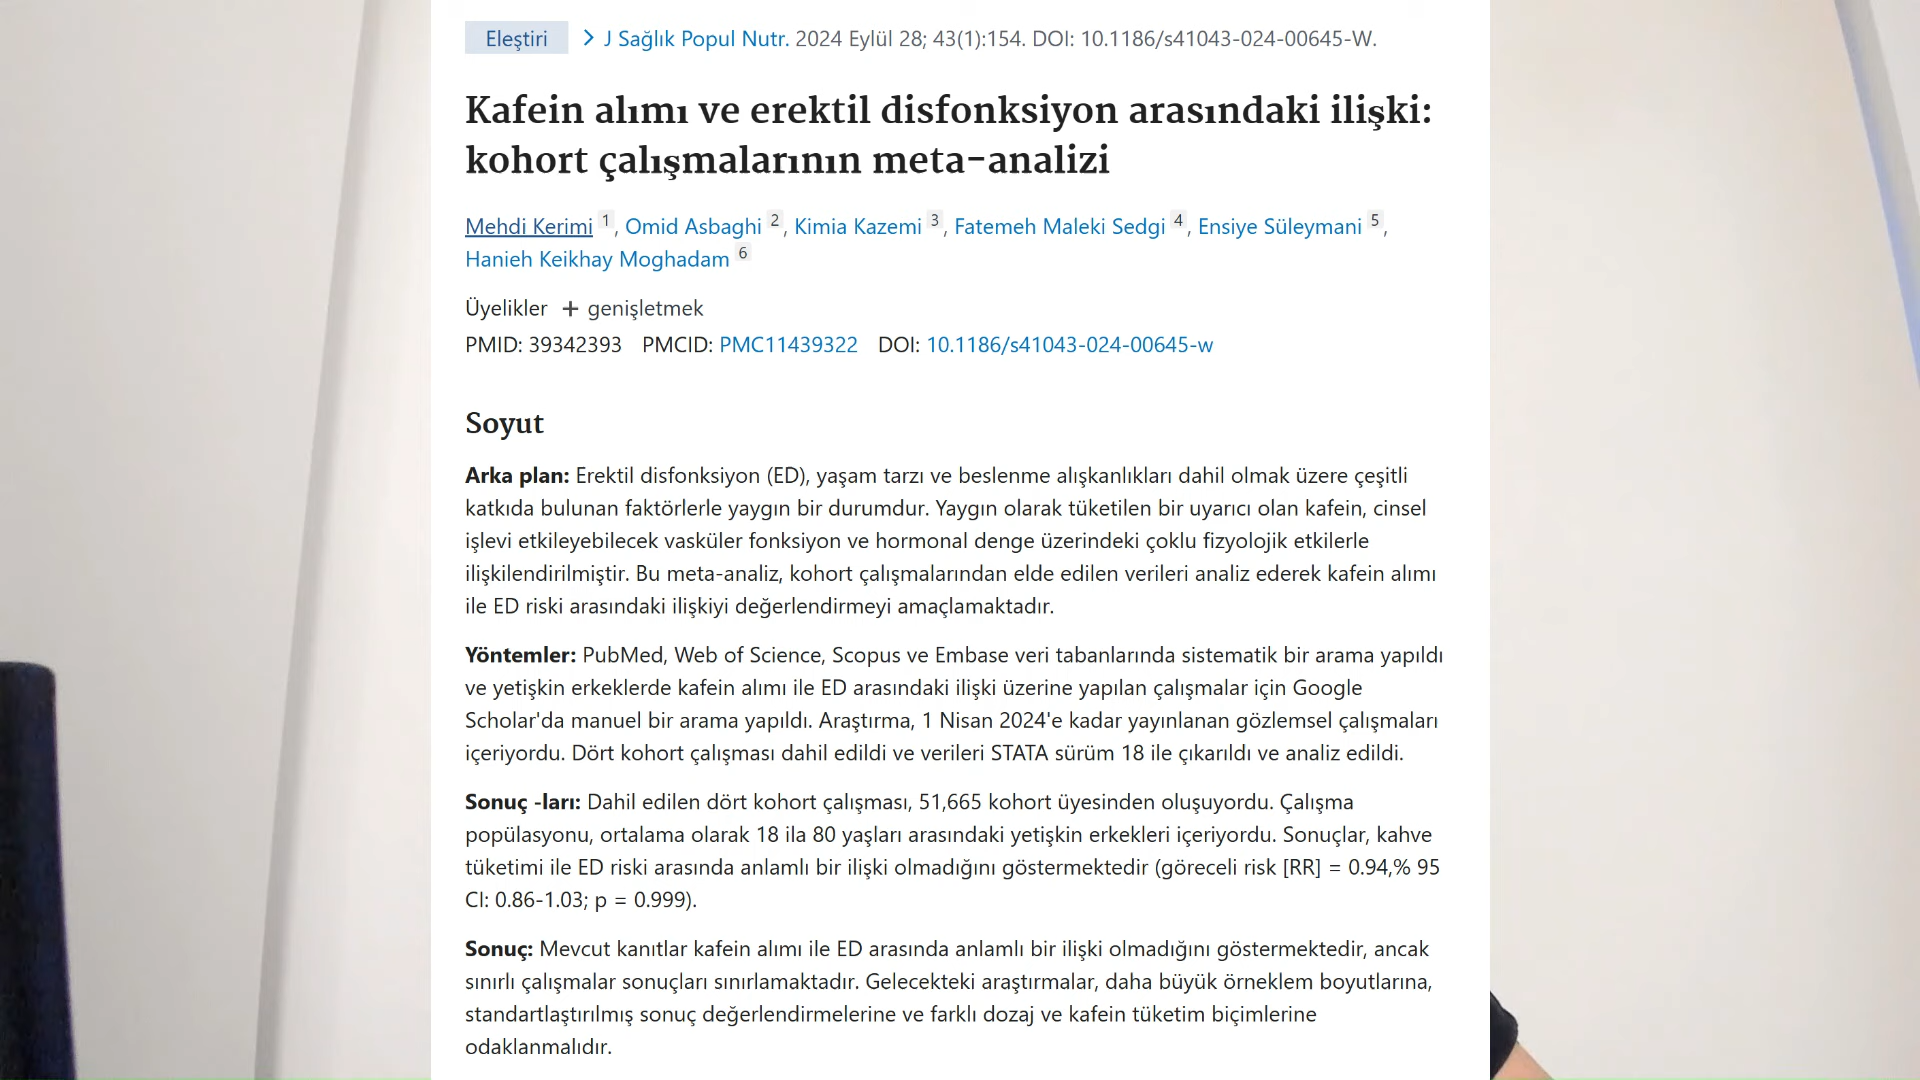 Eleştiri > J Sağlık Popul Nutr. 2024 Eylül 28; 43(1):154. DOI: 10.1186/s41043-024-00645-W.
Kafein alımı ve erektil disfonksiyon arasındaki ilişki:
kohort çalışmalarının meta-analizi
Mehdi Kerimi 1, Omid Asbaghi 2, Kimia Kazemi 3, Fatemeh Maleki Sedgi 4, Ensiye Süleymani 5,
Hanieh Keikhay Moghadam 6
Üyelikler + genişletmek
PMID: 39342393 PMCID: PMC11439322 DOI: 10.1186/s41043-024-00645-w
Soyut
Arka plan: Erektil disfonksiyon (ED), yaşam tarzı ve beslenme alışkanlıkları dahil olmak üzere çeşitli
katkıda bulunan faktörlerle yaygın bir durumdur. Yaygın olarak tüketilen bir uyarıcı olan kafein, cinsel
işlevi etkileyebilecek vasküler fonksiyon ve hormonal denge üzerindeki çoklu fizyolojik etkilerle
ilişkilendirilmiştir. Bu meta-analiz, kohort çalışmalarından elde edilen verileri analiz ederek kafein alımı
ile ED riski arasındaki ilişkiyi değerlendirmeyi amaçlamaktadır.
Yöntemler: PubMed, Web of Science, Scopus ve Embase veri tabanlarında sistematik bir arama yapıldı
ve yetişkin erkeklerde kafein alımı ile ED arasındaki ilişki üzerine yapılan çalışmalar için Google
Scholar'da manuel bir arama yapıldı. Araştırma, 1 Nisan 2024'e kadar yayınlanan gözlemsel çalışmaları
içeriyordu. Dört kohort çalışması dahil edildi ve verileri STATA sürüm 18 ile çıkarıldı ve analiz edildi.
Sonuç -ları: Dahil edilen dört kohort çalışması, 51,665 kohort üyesinden oluşuyordu. Çalışma
popülasyonu, ortalama olarak 18 ila 80 yaşları arasındaki yetişkin erkekleri içeriyordu. Sonuçlar, kahve
tüketimi ile ED riski arasında anlamlı bir ilişki olmadığını göstermektedir (göreceli risk [RR] = 0.94,% 95
CI: 0.86-1.03; p = 0.999).
Sonuç: Mevcut kanıtlar kafein alımı ile ED arasında anlamlı bir ilişki olmadığını göstermektedir, ancak
sınırlı çalışmalar sonuçları sınırlamaktadır. Gelecekteki araştırmalar, daha büyük örneklem boyutlarına,
standartlaştırılmış sonuç değerlendirmelerine ve farklı dozaj ve kafein tüketim biçimlerine
odaklanmalıdır.